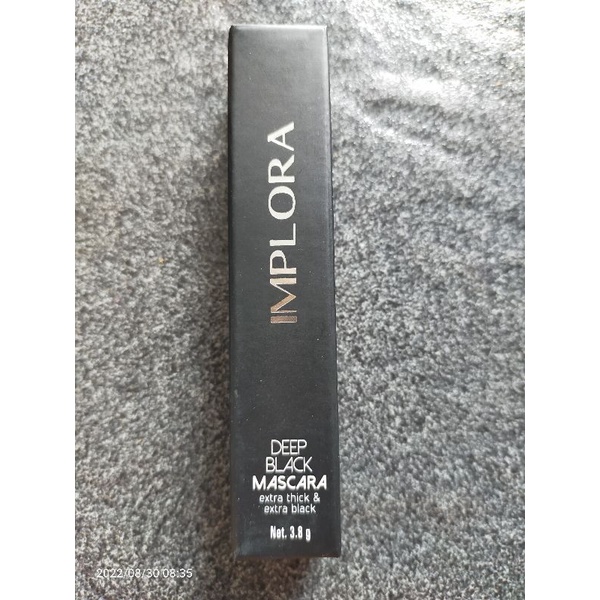 IMPLORA
DEEP
BLACK
MASCARA
extra thick &
extra black
Net. 3.8 g
2022/08/30 08:35